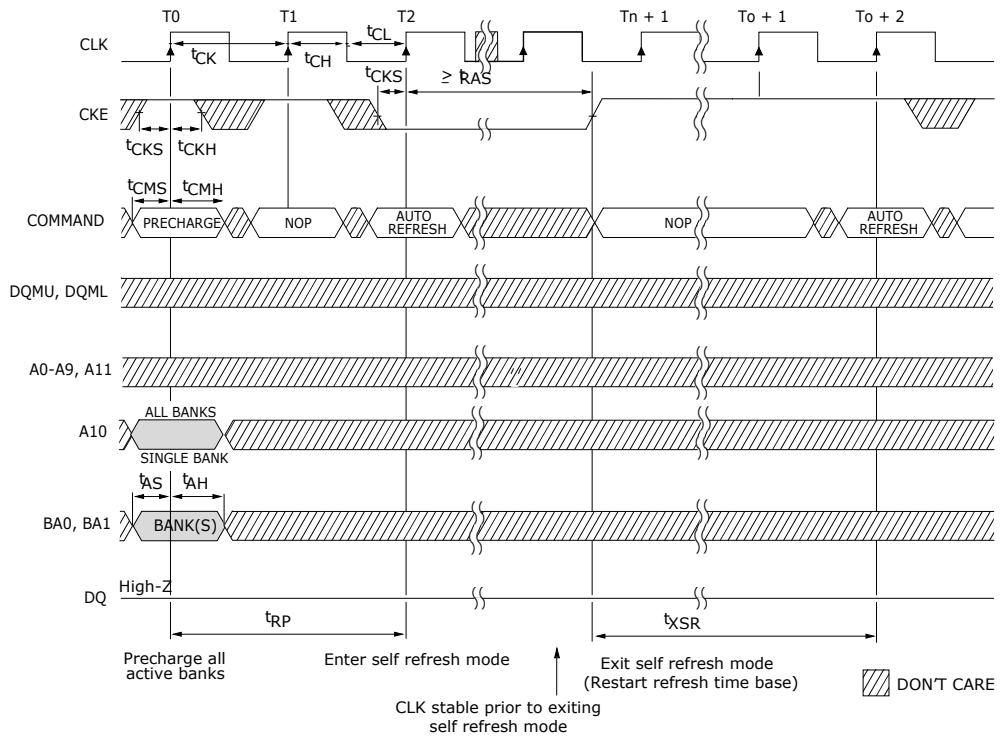 T0 T1 T2 Tn + 1 To + 1 To + 2
CLK
tCK tCH tCL
tCKS ≥ tRAS
CKE
tCKS tCKH
tCMS tCMH
COMMAND PRECHARGE NOP AUTO REFRESH NOP AUTO REFRESH
DQMU, DQML
A0-A9, A11
ALL BANKS
A10
SINGLE BANK
tAS tAH
BA0, BA1 BANK(S)
High-Z
DQ
tRP tXSR
Precharge all
active banks
Enter self refresh mode
Exit self refresh mode
(Restart refresh time base)
DON'T CARE
CLK stable prior to exiting
self refresh mode